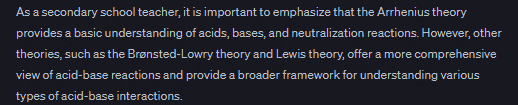 As a secondary school teacher, it is important to emphasize that the Arrhenius theory
provides a basic understanding of acids, bases, and neutralization reactions. However, other
theories, such as the Brønsted-Lowry theory and Lewis theory, offer a more comprehensive
view of acid-base reactions and provide a broader framework for understanding various
types of acid-base interactions.